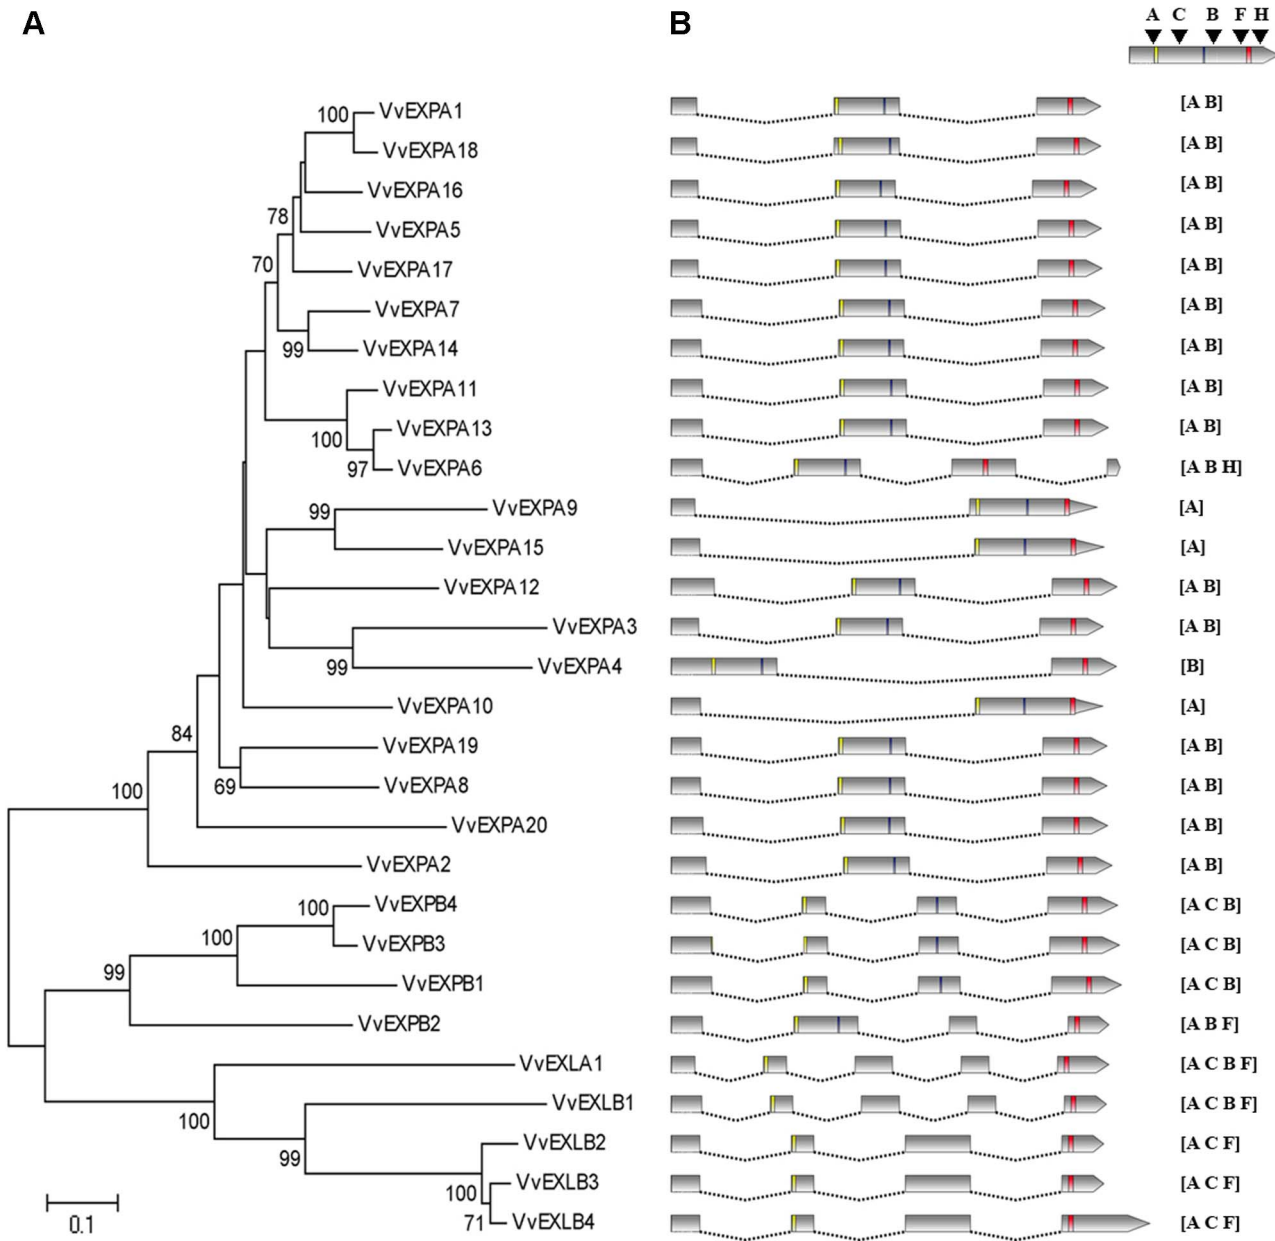 A
B
A C B F H
100 VvEXPA1 [A B]
VvEXPA18 [A B]
VvEXPA16 [A B]
78 VvEXPA5 [A B]
70 VvEXPA17 [A B]
VvEXPA7 [A B]
99 VvEXPA14 [A B]
VvEXPA11 [A B]
100 VvEXPA13 [A B]
97 VvEXPA6 [A B H]
99 VvEXPA9 [A]
VvEXPA15 [A]
VvEXPA12 [A B]
VvEXPA3 [A B]
99 VvEXPA4 [B]
VvEXPA10 [A]
84 VvEXPA19 [A B]
100 69 VvEXPA8 [A B]
VvEXPA20 [A B]
VvEXPA2 [A B]
100 VvEXPB4 [A C B]
100 VvEXPB3 [A C B]
99 VvEXPB1 [A C B]
VvEXPB2 [A B F]
VvEXLA1 [A C B F]
100 VvEXLB1 [A C B F]
99 VvEXLB2 [A C F]
100 VvEXLB3 [A C F]
71 VvEXLB4 [A C F]
0.1